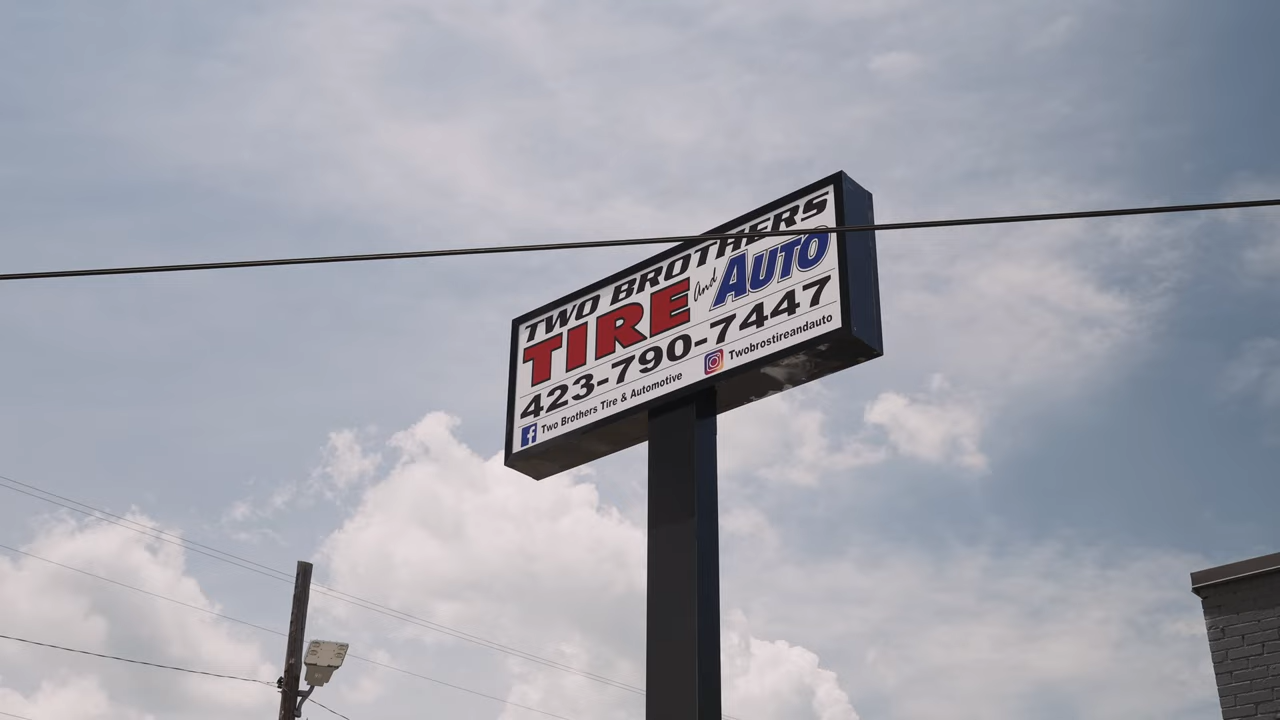 TWO BROTHERS
TIRE And AUTO
423-790-7447
Two Brothers Tire & Automotive
Twobrostireandauto